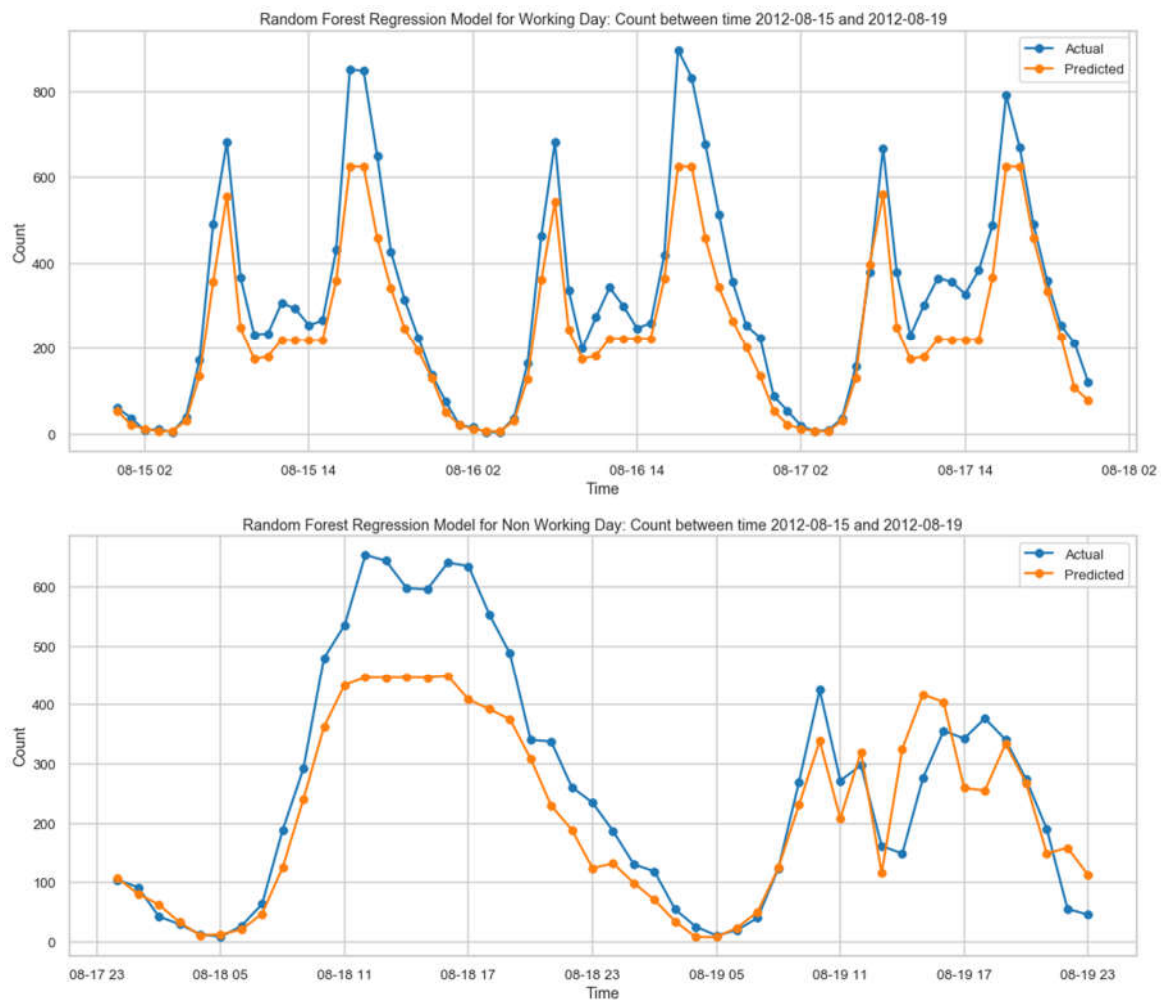 Random Forest Regression Model for Working Day: Count between time 2012-08-15 and 2012-08-19
Actual
Predicted
800
600
400
200
0
Count
08-15 02 08-15 14 08-16 02 08-16 14 08-17 02 08-17 14 08-18 02
Time
Random Forest Regression Model for Non Working Day: Count between time 2012-08-15 and 2012-08-19
Actual
Predicted
600
500
400
300
200
100
0
Count
08-17 23 08-18 05 08-18 11 08-18 17 08-18 23 08-19 05 08-19 11 08-19 17 08-19 23
Time